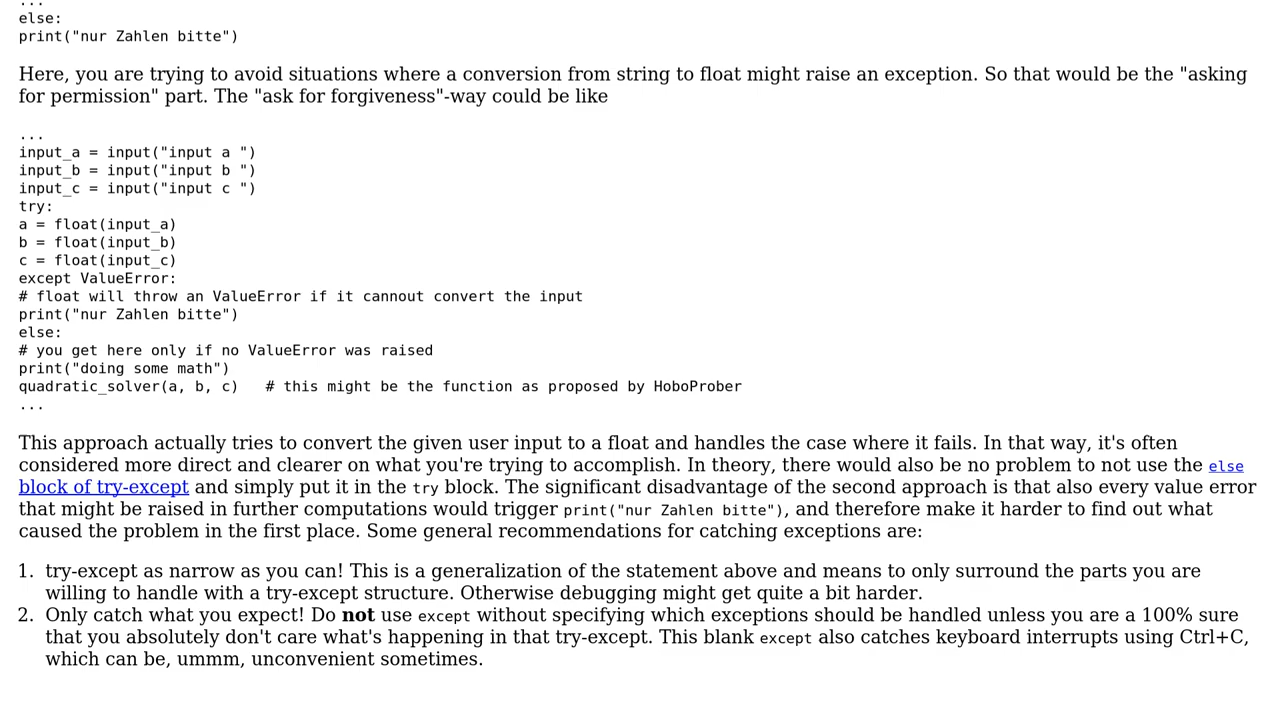 ...
else:
print("nur Zahlen bitte")
Here, you are trying to avoid situations where a conversion from string to float might raise an exception. So that would be the "asking
for permission" part. The "ask for forgiveness"-way could be like
...
input_a = input("input a ")
input_b = input("input b ")
input_c = input("input c ")
try:
a = float(input_a)
b = float(input_b)
c = float(input_c)
except ValueError:
# float will throw an ValueError if it cannout convert the input
print("nur Zahlen bitte")
else:
# you get here only if no ValueError was raised
print("doing some math")
quadratic_solver(a, b, c)   # this might be the function as proposed by HoboProber
...
This approach actually tries to convert the given user input to a float and handles the case where it fails. In that way, it's often
considered more direct and clearer on what you're trying to accomplish. In theory, there would also be no problem to not use the else
block of try-except and simply put it in the try block. The significant disadvantage of the second approach is that also every value error
that might be raised in further computations would trigger print("nur Zahlen bitte"), and therefore make it harder to find out what
caused the problem in the first place. Some general recommendations for catching exceptions are:
1. try-except as narrow as you can! This is a generalization of the statement above and means to only surround the parts you are
willing to handle with a try-except structure. Otherwise debugging might get quite a bit harder.
2. Only catch what you expect! Do not use except without specifying which exceptions should be handled unless you are a 100% sure
that you absolutely don't care what's happening in that try-except. This blank except also catches keyboard interrupts using Ctrl+C,
which can be, ummm, unconvenient sometimes.